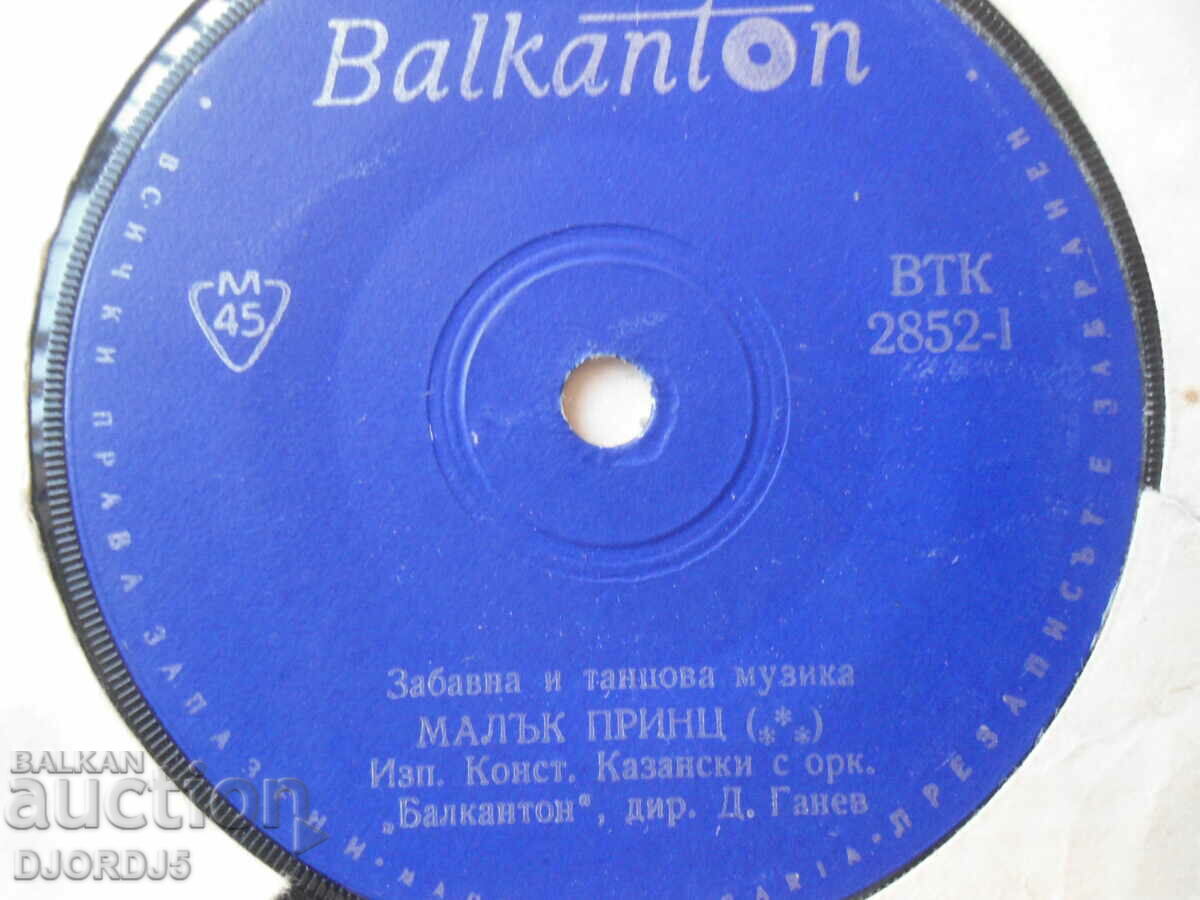 Balkanton
ВСИЧКИ ПРАВА ЗАПАЗЕНИ · ПРЕЗАПИСЪТ Е ЗАБРАНЕН
М
45
ВТК
2852-1
Забавна и танцова музика
МАЛЪК ПРИНЦ (***)
Изп. Конст. Казански с орк.
„Балкантон“, дир. Д. Ганев
BALKAN
auction
DJORDJ5